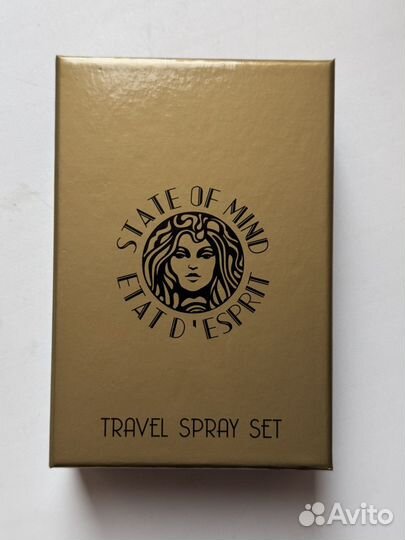 STATE OF MIND
ETAT D'ESPRIT
TRAVEL SPRAY SET
Avito